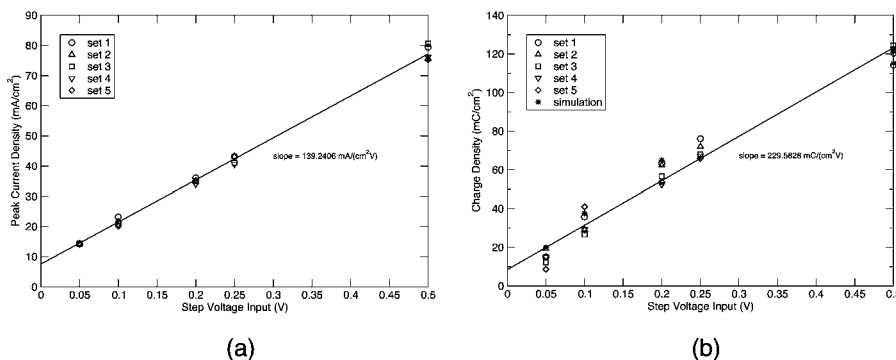 90
80
70
60
50
40
30
20
10
0
Peak Current Density (mA/cm²)
set 1
set 2
set 3
set 4
set 5
slope = 139.2406 mA/(cm²V)
0 0.05 0.1 0.15 0.2 0.25 0.3 0.35 0.4 0.45 0.5
Step Voltage Input (V)
(a)
140
120
100
80
60
40
20
0
Charge Density (mC/cm²)
set 1
set 2
set 3
set 4
set 5
simulation
slope = 229.5628 mC/(cm²V)
0 0.05 0.1 0.15 0.2 0.25 0.3 0.35 0.4 0.45 0.5
Step Voltage Input (V)
(b)